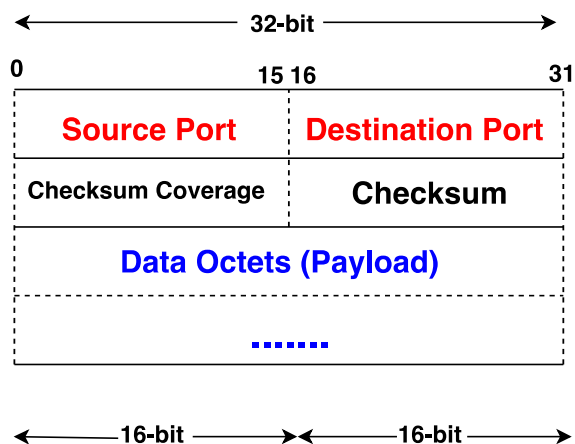 32-bit
0 15 16 31
Source Port Destination Port
Checksum Coverage Checksum
Data Octets (Payload)
.......
16-bit 16-bit